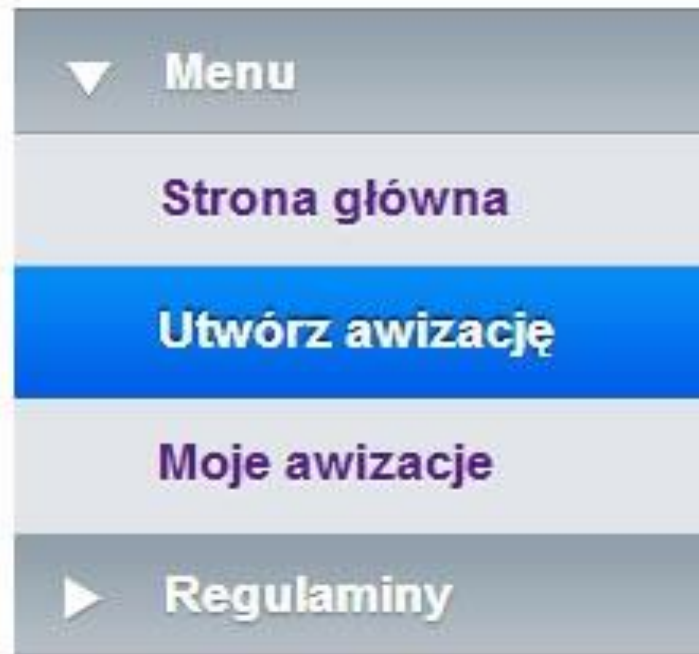 Menu
Strona główna
Utwórz awizację
Moje awizacje
Regulaminy